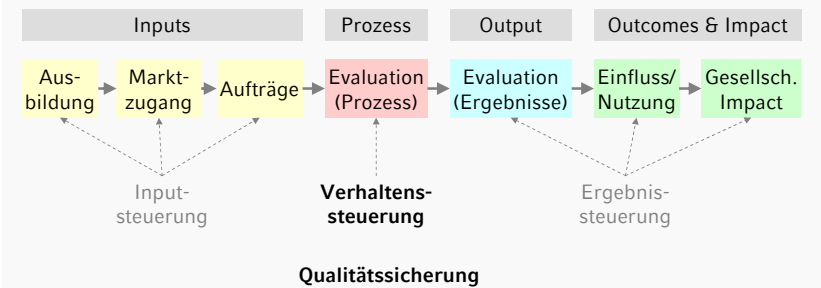 Inputs
Prozess
Output
Outcomes & Impact
Aus-
bildung
Markt-
zugang
Aufträge
Evaluation
(Prozess)
Evaluation
(Ergebnisse)
Einfluss/
Nutzung
Gesellsch.
Impact
Input-
steuerung
Verhaltens-
steuerung
Ergebnis-
steuerung
Qualitätssicherung